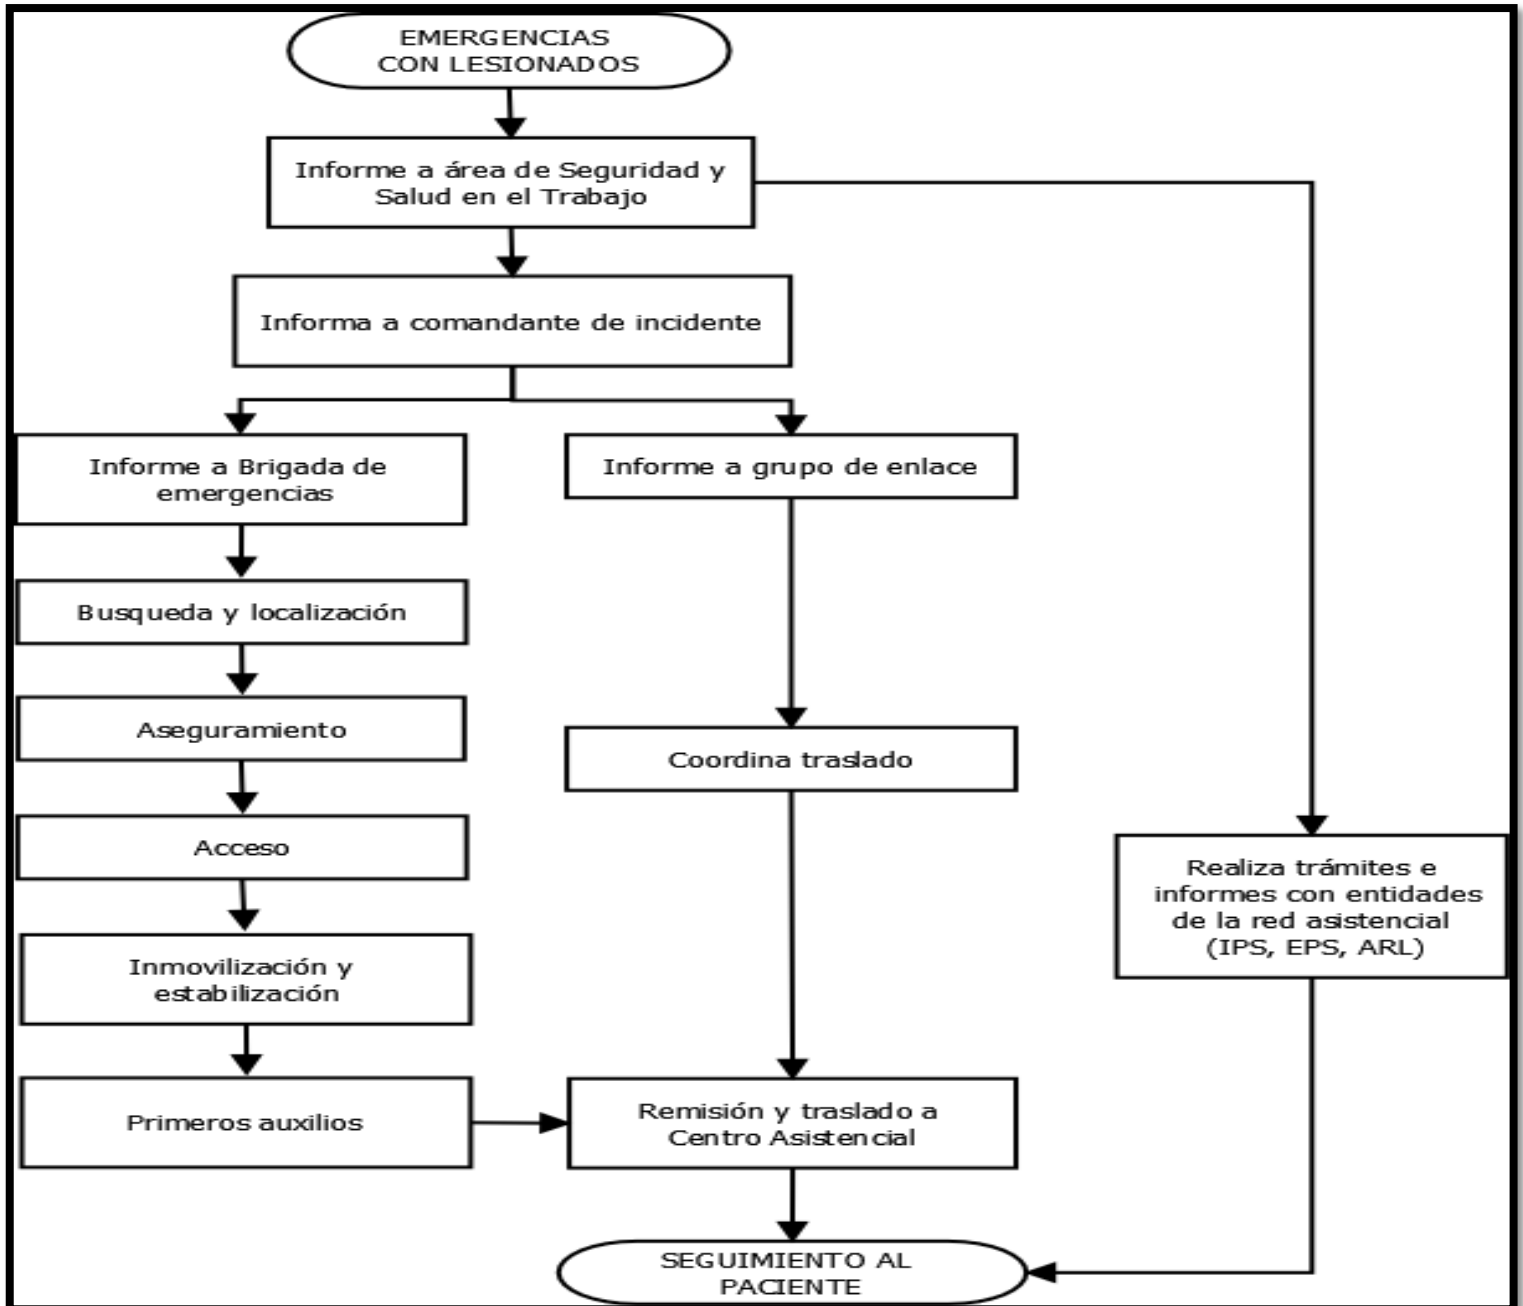 EMERGENCIAS
CON LESIONADOS
Informe a área de Seguridad y
Salud en el Trabajo
Informa a comandante de incidente
Informe a Brigada de
emergencias
Informe a grupo de enlace
Busqueda y localización
Aseguramiento
Coordina traslado
Acceso
Realiza trámites e
informes con entidades
de la red asistencial
(IPS, EPS, ARL)
Inmovilización y
estabilización
Primeros auxilios
Remisión y traslado a
Centro Asistencial
SEGUIMIENTO AL
PACIENTE